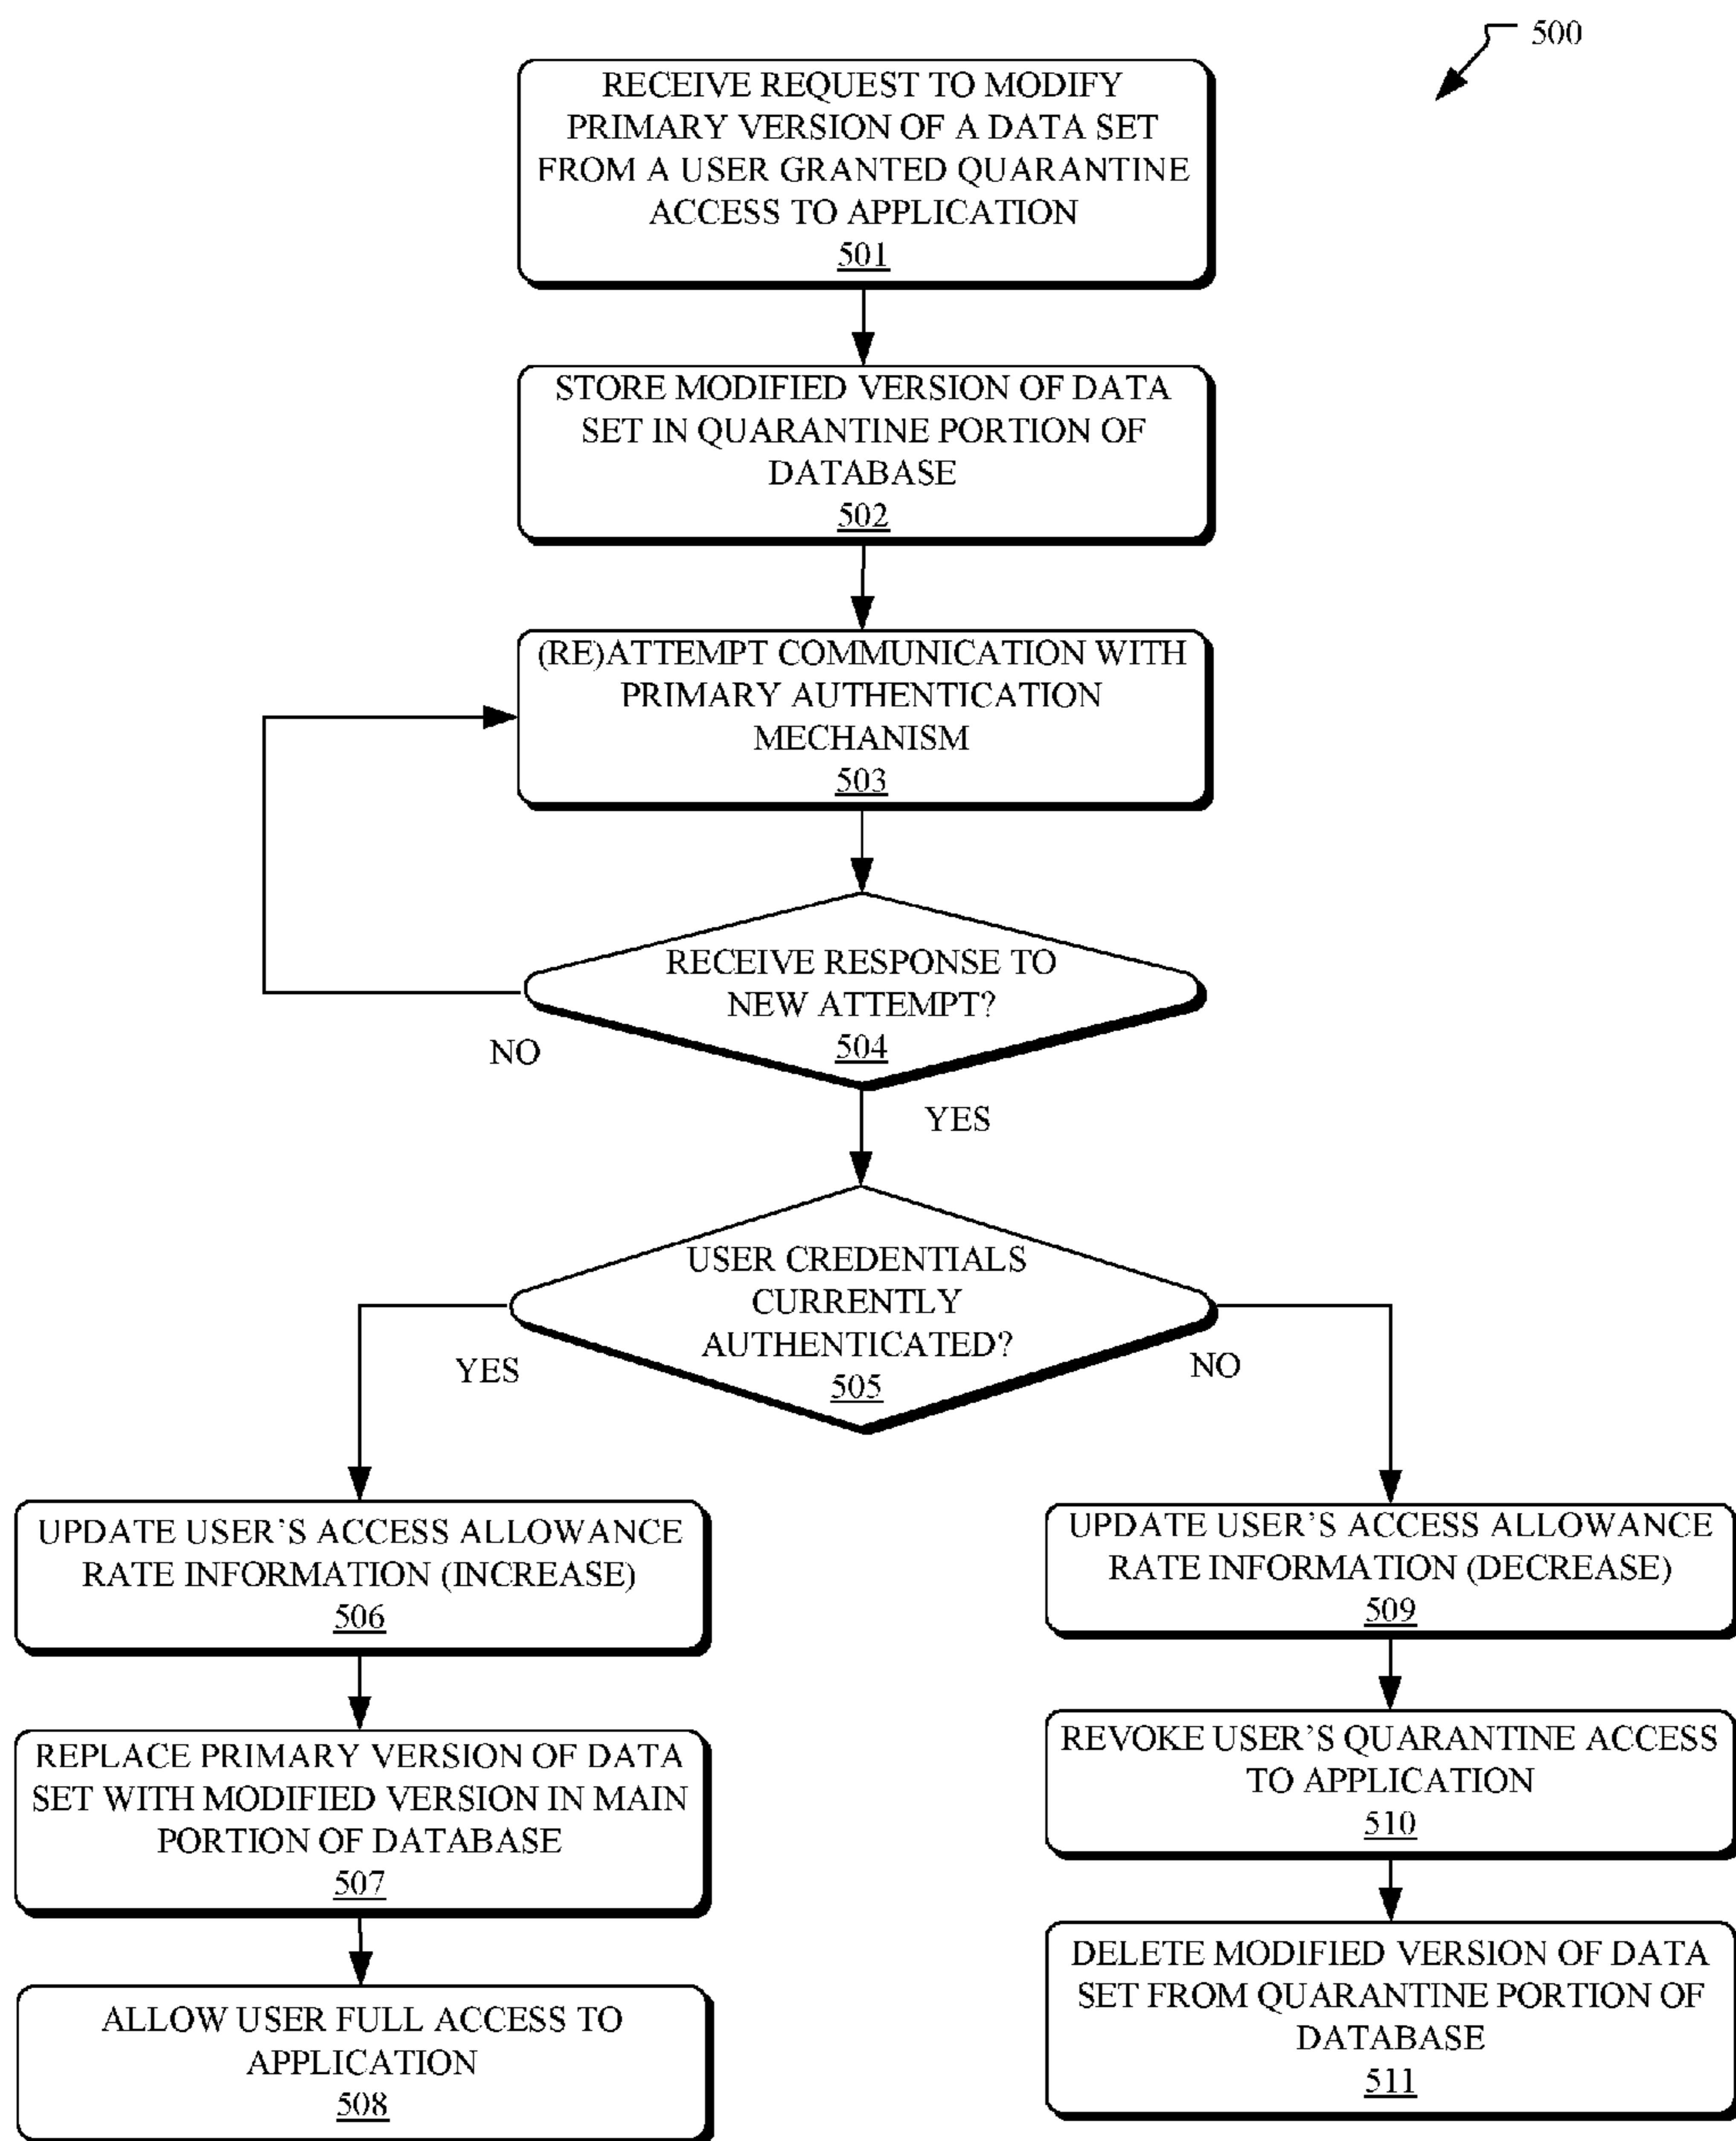 500
RECEIVE REQUEST TO MODIFY
PRIMARY VERSION OF A DATA SET
FROM A USER GRANTED QUARANTINE
ACCESS TO APPLICATION
501
STORE MODIFIED VERSION OF DATA
SET IN QUARANTINE PORTION OF
DATABASE
502
(RE)ATTEMPT COMMUNICATION WITH
PRIMARY AUTHENTICATION
MECHANISM
503
RECEIVE RESPONSE TO
NEW ATTEMPT?
504
NO
YES
USER CREDENTIALS
CURRENTLY
AUTHENTICATED?
505
YES
NO
UPDATE USER’S ACCESS ALLOWANCE
RATE INFORMATION (INCREASE)
506
REPLACE PRIMARY VERSION OF DATA
SET WITH MODIFIED VERSION IN MAIN
PORTION OF DATABASE
507
ALLOW USER FULL ACCESS TO
APPLICATION
508
UPDATE USER’S ACCESS ALLOWANCE
RATE INFORMATION (DECREASE)
509
REVOKE USER’S QUARANTINE ACCESS
TO APPLICATION
510
DELETE MODIFIED VERSION OF DATA
SET FROM QUARANTINE PORTION OF
DATABASE
511